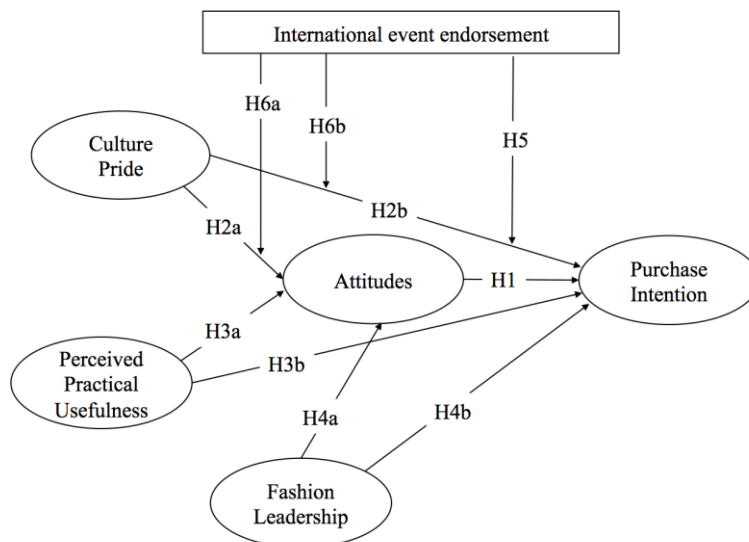 International event endorsement
H6a
H6b
H5
Culture
Pride
H2b
H2a
Attitudes
H1
Purchase
Intention
H3a
Perceived
Practical
Usefulness
H3b
H4a
H4b
Fashion
Leadership